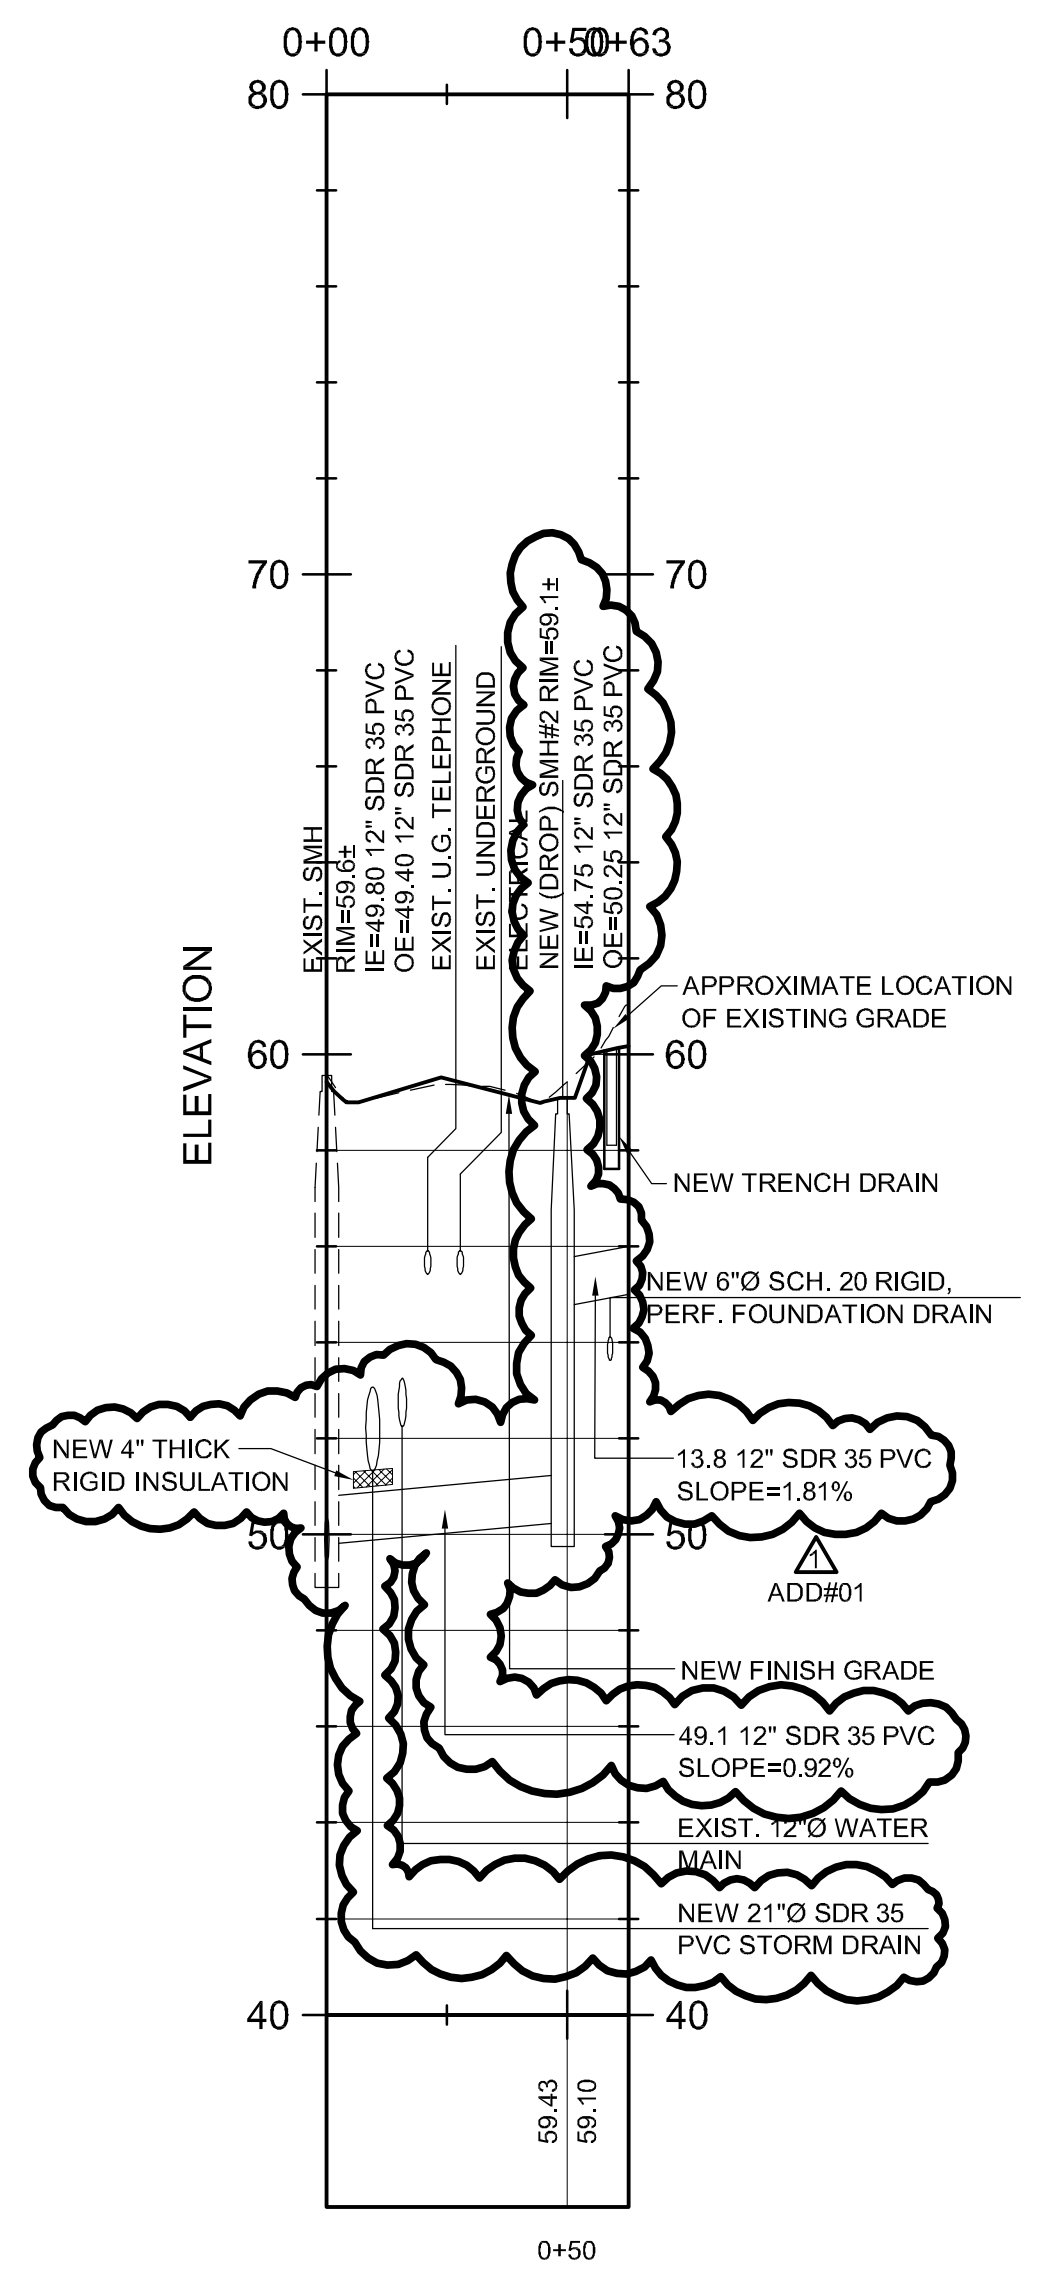 0+00
0+50
0+63
80
80
70
70
EXIST. SMH
RIM=59.6±
IE=49.80 12" SDR 35 PVC
OE=49.40 12" SDR 35 PVC
EXIST. U.G. TELEPHONE
EXIST. UNDERGROUND
ELECTRICAL
NEW (DROP) SMH#2 RIM=59.1±
IE=54.75 12" SDR 35 PVC
OE=50.25 12" SDR 35 PVC
ELEVATION
APPROXIMATE LOCATION
OF EXISTING GRADE
60
60
NEW TRENCH DRAIN
NEW 6"Ø SCH. 20 RIGID,
PERF. FOUNDATION DRAIN
NEW 4" THICK
RIGID INSULATION
13.8 12" SDR 35 PVC
SLOPE=1.81%
50
50
1
ADD#01
NEW FINISH GRADE
49.1 12" SDR 35 PVC
SLOPE=0.92%
EXIST. 12"Ø WATER
MAIN
NEW 21"Ø SDR 35
PVC STORM DRAIN
40
40
59.43
59.10
0+50